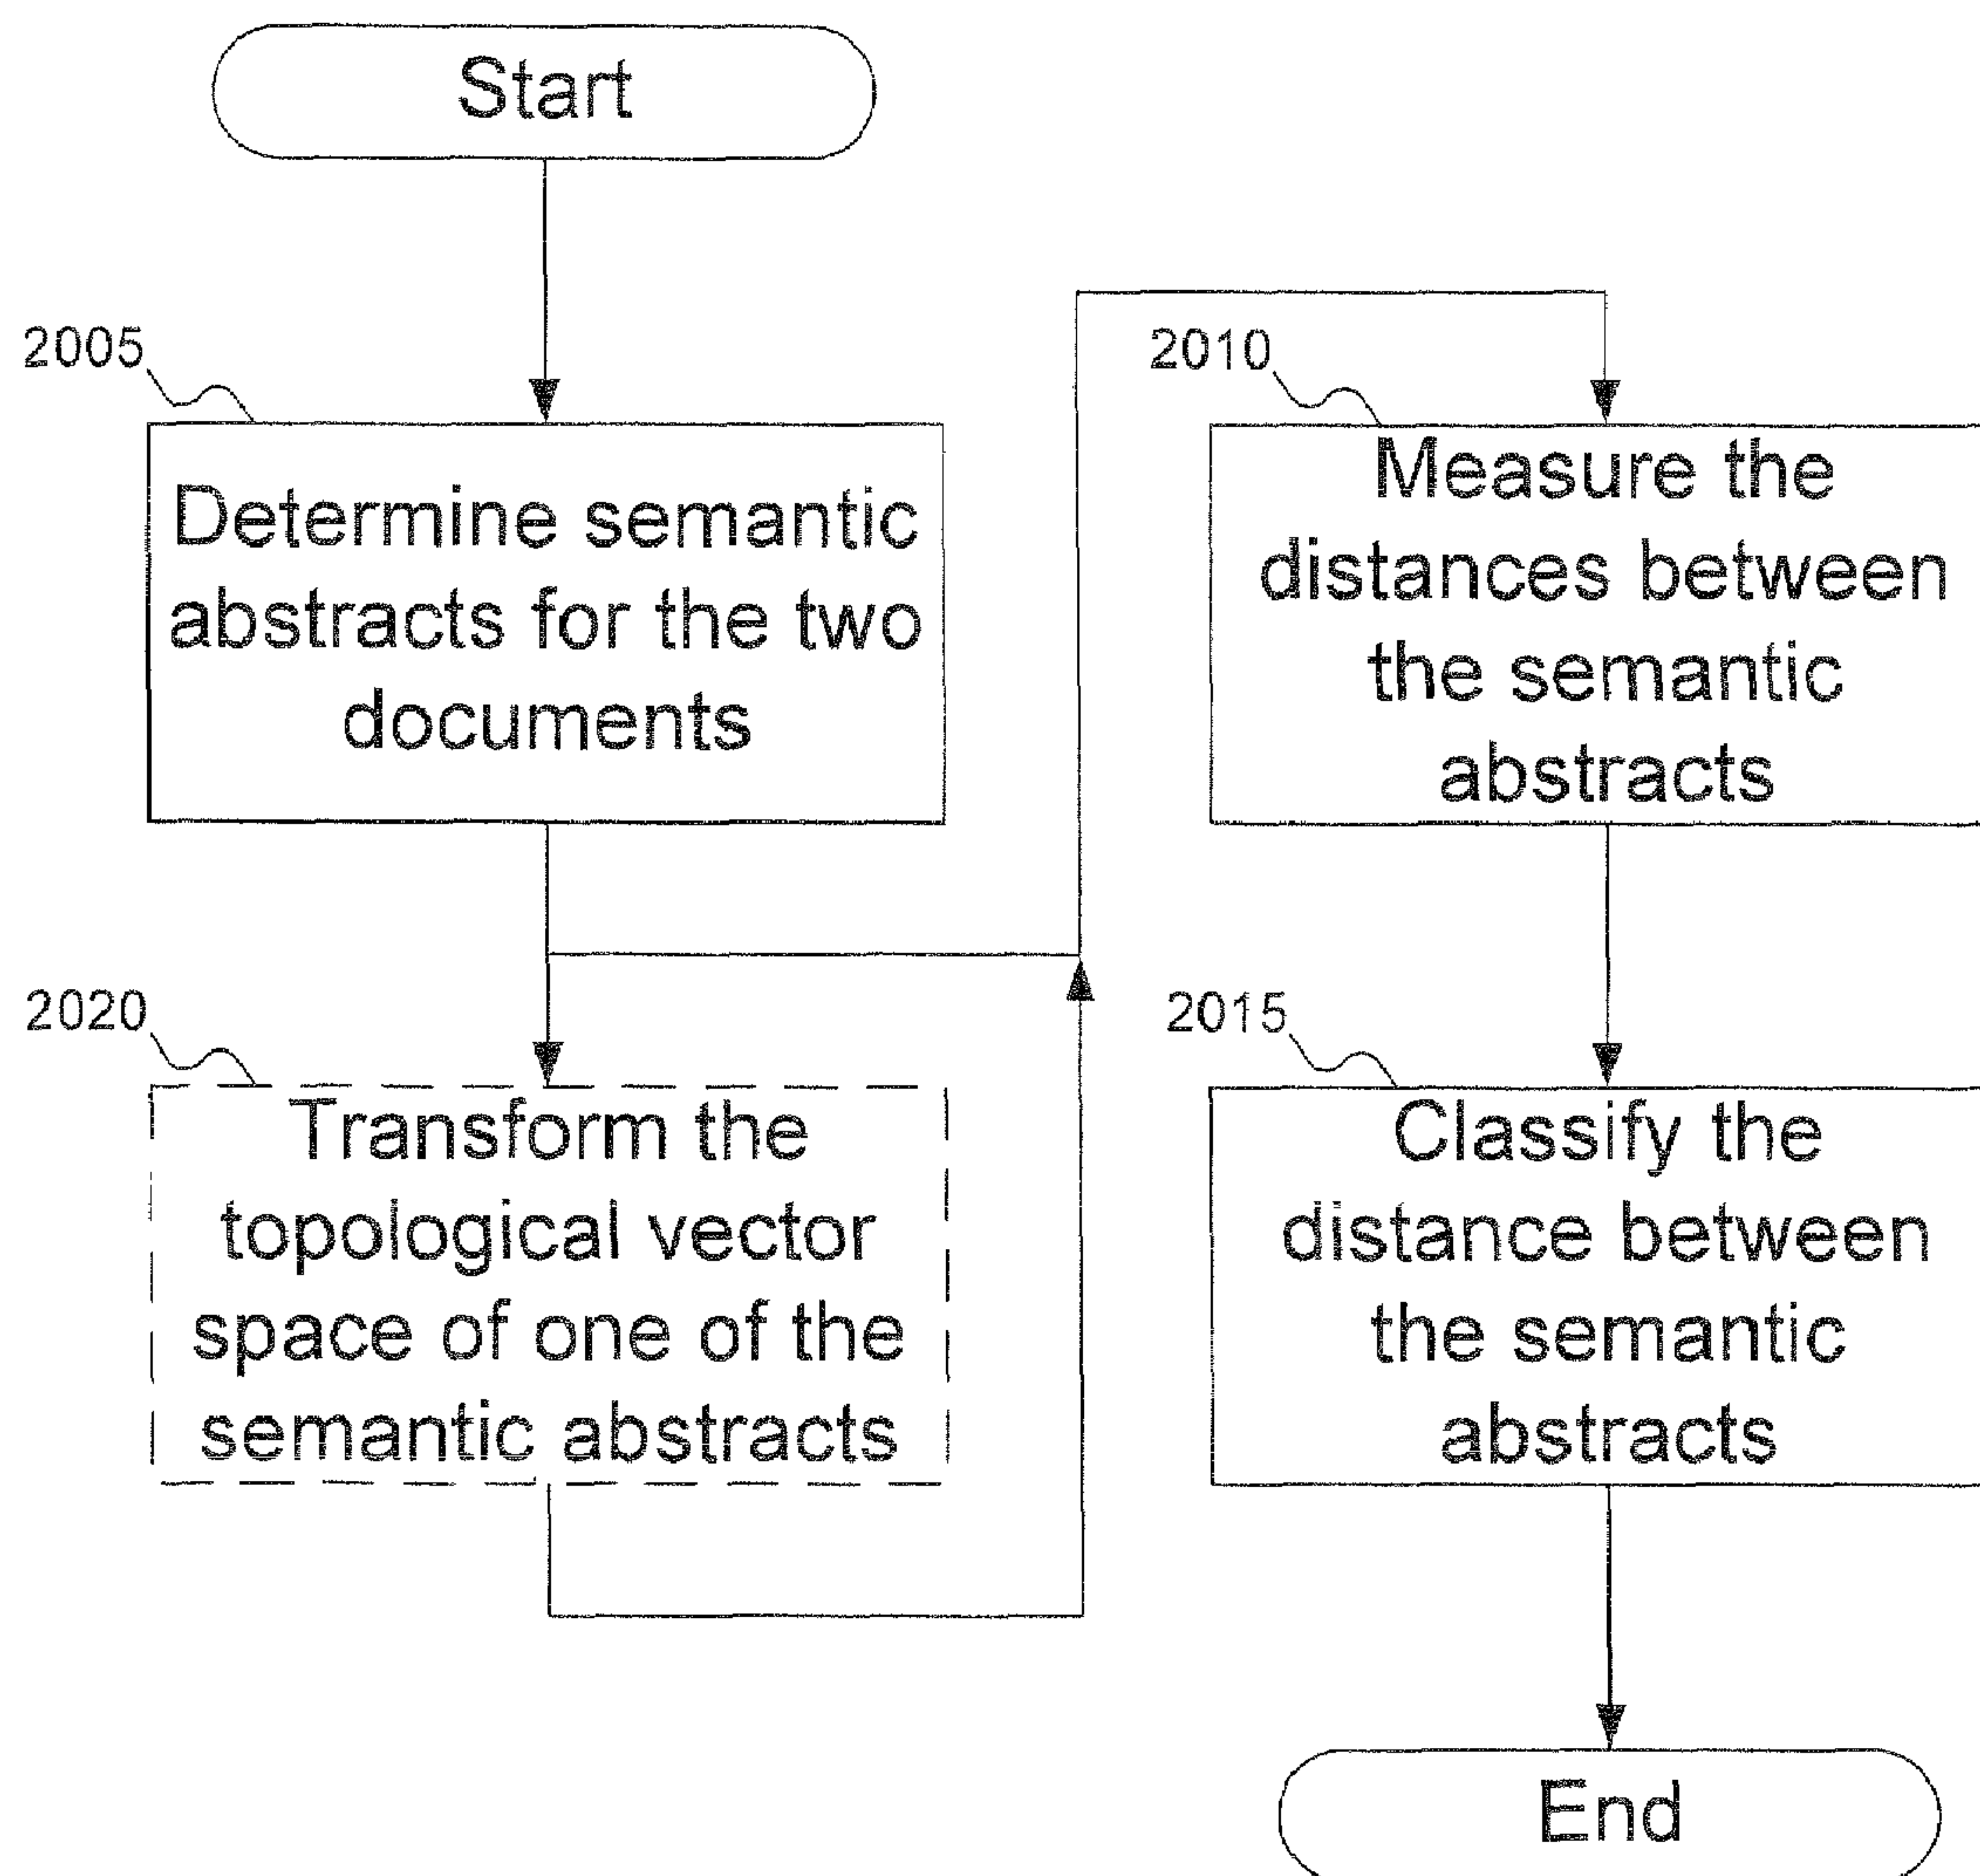 Start
2005
Determine semantic
abstracts for the two
documents
2020
Transform the
topological vector
space of one of the
semantic abstracts
2010
Measure the
distances between
the semantic
abstracts
2015
Classify the
distance between
the semantic
abstracts
End